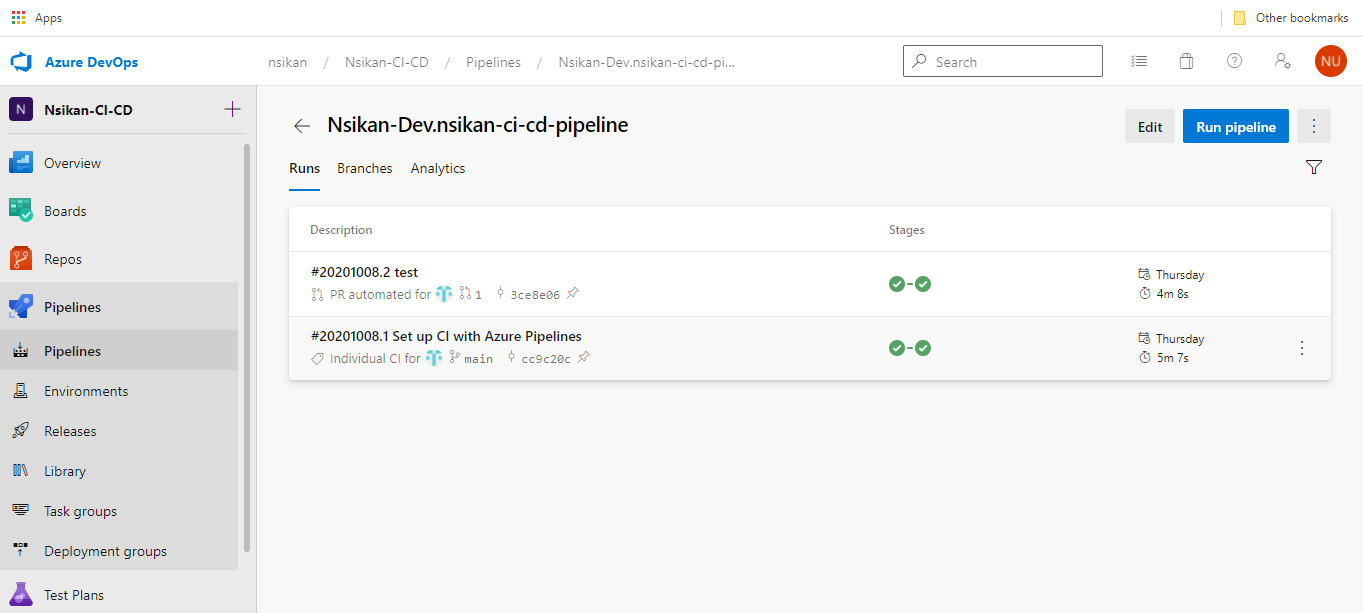 Apps
Other bookmarks
Azure DevOps
nsikan / Nsikan-CI-CD / Pipelines / Nsikan-Dev.nsikan-ci-cd-pi...
Search
NU
N Nsikan-CI-CD
Overview
Boards
Repos
Pipelines
Pipelines
Environments
Releases
Library
Task groups
Deployment groups
Test Plans
Nsikan-Dev.nsikan-ci-cd-pipeline
Edit
Run pipeline
Runs Branches Analytics
Description Stages
#20201008.2 test
PR automated for 1 3ce8e06
Thursday
4m 8s
#20201008.1 Set up CI with Azure Pipelines
Individual CI for main cc9c20c
Thursday
5m 7s